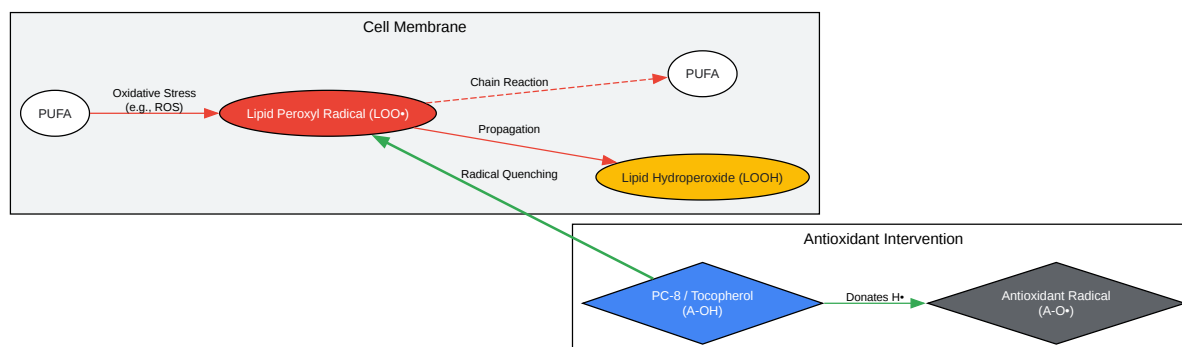 Cell Membrane
PUFA
Oxidative Stress
(e.g., ROS)
Lipid Peroxyl Radical (LOO•)
Chain Reaction
PUFA
Propagation
Lipid Hydroperoxide (LOOH)
Radical Quenching
Antioxidant Intervention
PC-8 / Tocopherol
(A-OH)
Donates H•
Antioxidant Radical
(A-O•)